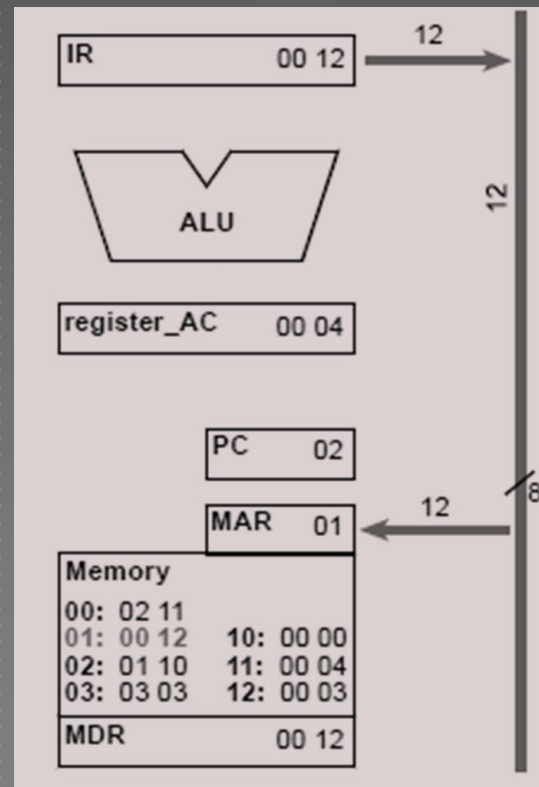 12
IR 00 12
12
ALU
register_AC 00 04
PC 02
8
12
MAR 01
Memory
00: 02 11
01: 00 12 10: 00 00
02: 01 10 11: 00 04
03: 03 03 12: 00 03
MDR 00 12